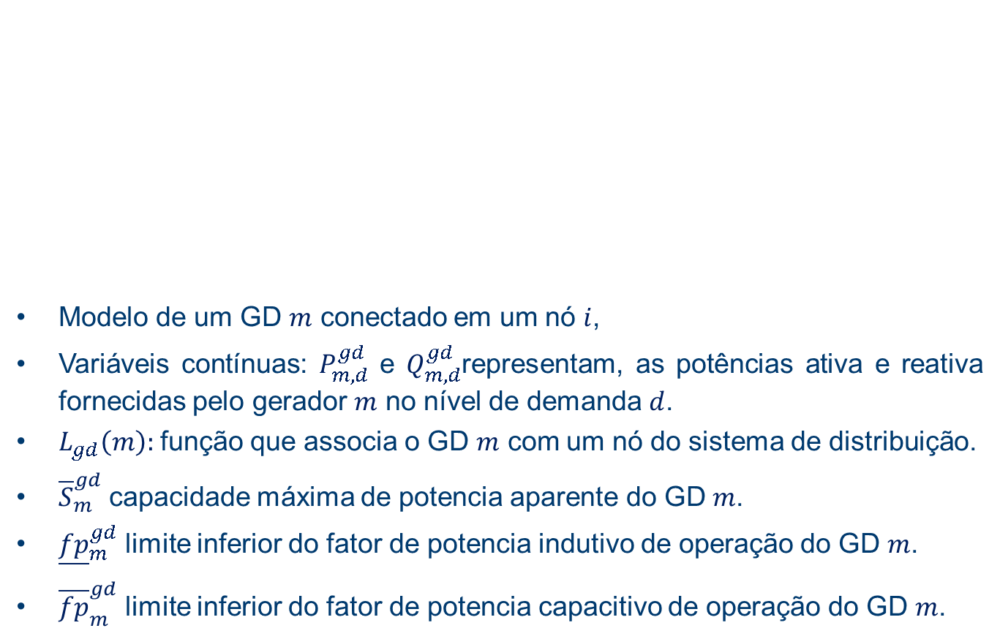 • Modelo de um GD $m$ conectado em um nó $i$,
• Variáveis contínuas: $P_{m,d}^{gd}$ e $Q_{m,d}^{gd}$representam, as potências ativa e reativa
fornecidas pelo gerador $m$ no nível de demanda $d$.
• $L_{gd}(m)$: função que associa o GD $m$ com um nó do sistema de distribuição.
• $\overline{S}_{m}^{gd}$ capacidade máxima de potencia aparente do GD $m$.
• $\underline{fp}_{m}^{gd}$ limite inferior do fator de potencia indutivo de operação do GD $m$.
• $\overline{fp}_{m}^{gd}$ limite inferior do fator de potencia capacitivo de operação do GD $m$.